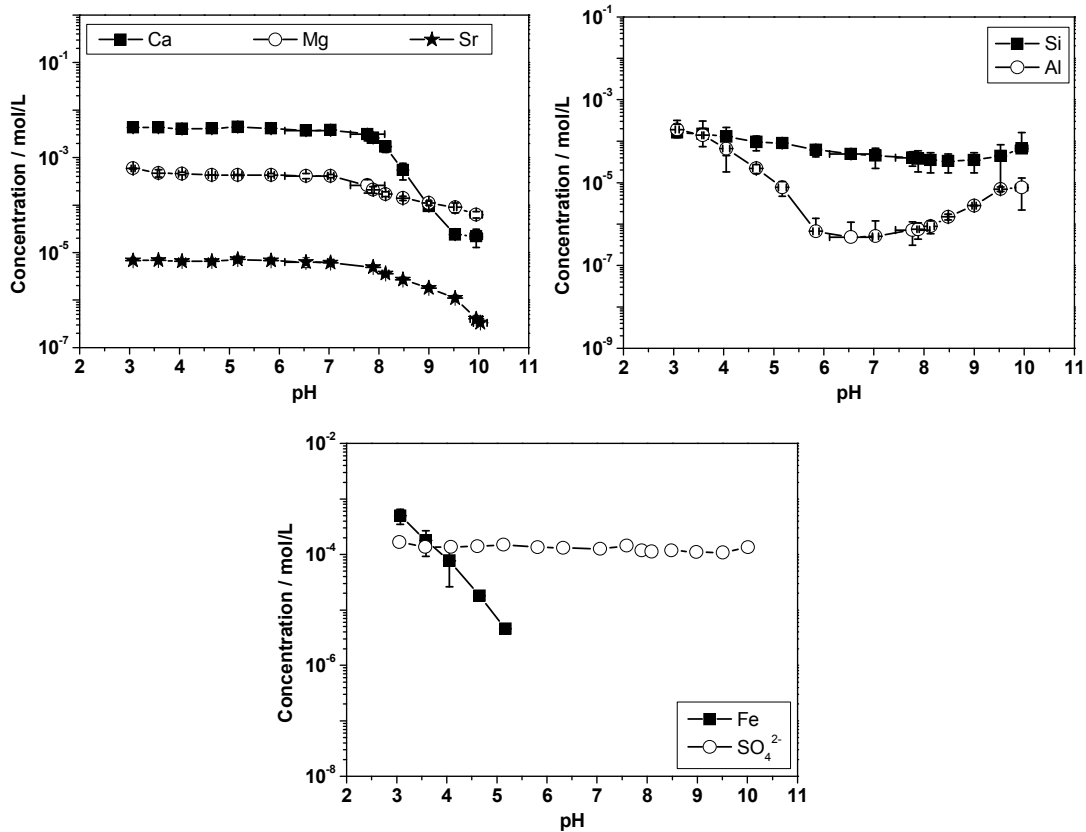 Ca Mg Sr
10^-1
10^-3
10^-5
10^-7
Concentration / mol/L
2 3 4 5 6 7 8 9 10 11
pH
Si
Al
10^-1
10^-3
10^-5
10^-7
10^-9
Concentration / mol/L
2 3 4 5 6 7 8 9 10 11
pH
10^-2
10^-4
10^-6
10^-8
Concentration / mol/L
Fe
SO₄²⁻
2 3 4 5 6 7 8 9 10 11
pH